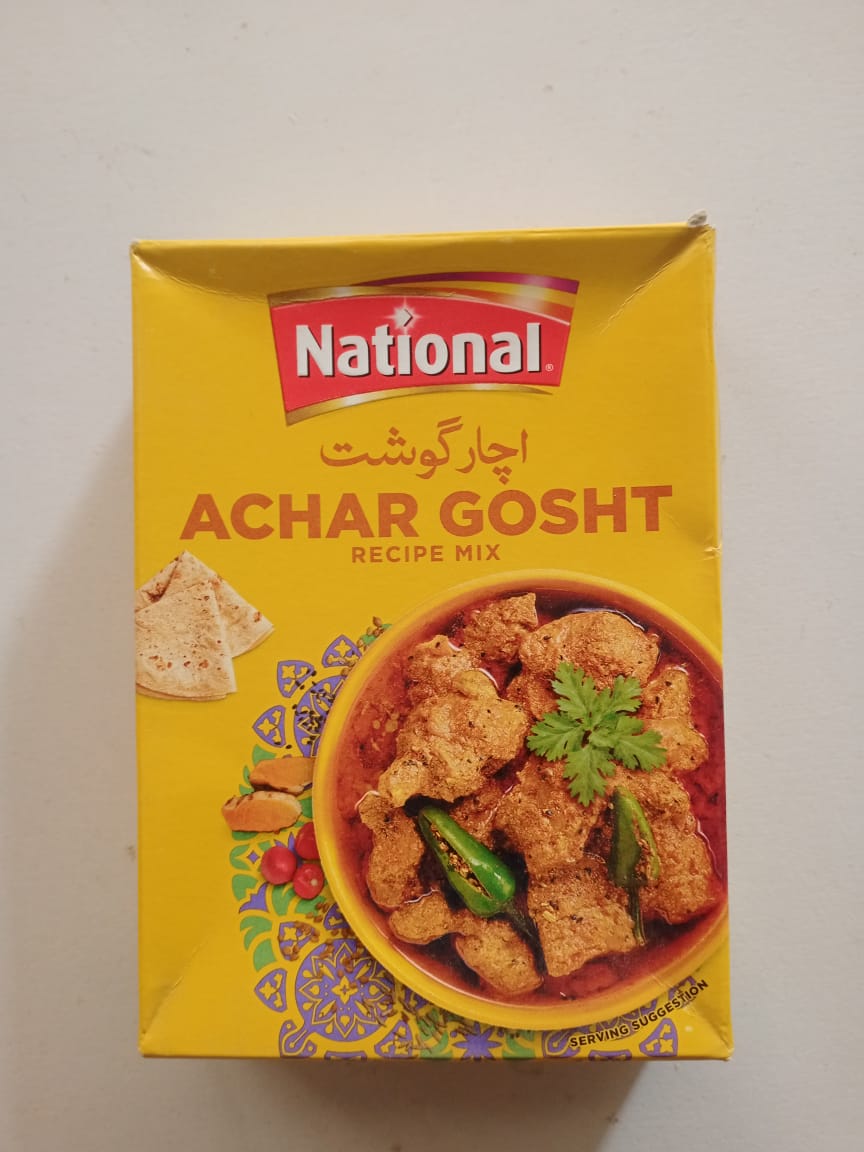 National®
اچار گوشت
ACHAR GOSHT
RECIPE MIX
SERVING SUGGESTION